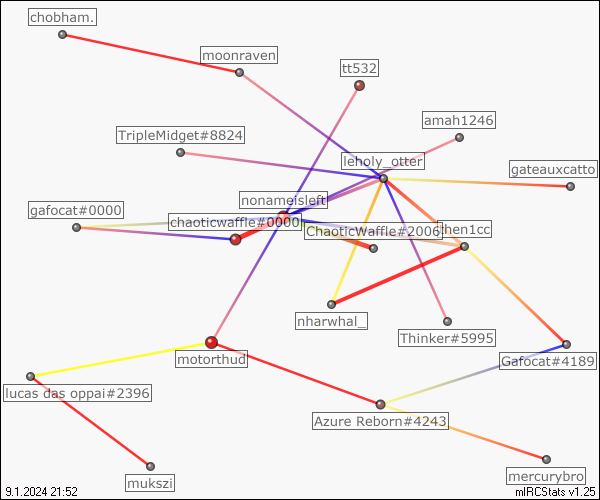 chobham.
moonraven
tt532
amah1246
TripleMidget#8824
leholy_otter
gateauxcatto
nonameisleft
gafocat#0000
chaoticwaffle#0000
ChaoticWaffle#2006
then1cc
nharwhal_
Thinker#5995
motorthud
Gafocat#4189
lucas das oppai#2396
Azure Reborn#4243
mukszi
mercurybro
9.1.2024 21:52
mIRCStats v1.25